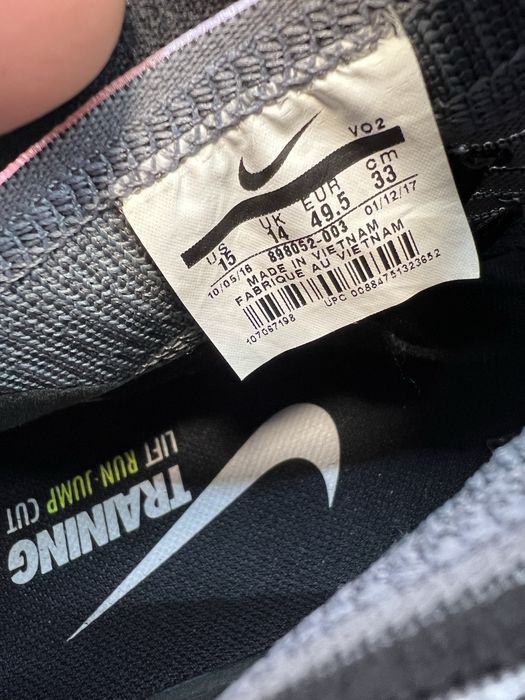 VO2
US UK EUR cm
15 14 49.5 33
10/05/16 898052-003 01/12/17
MADE IN VIETNAM
FABRIQUE AU VIETNAM
107067198 UPC 00884751323652
TRAINING
LIFT RUN·JUMP CUT